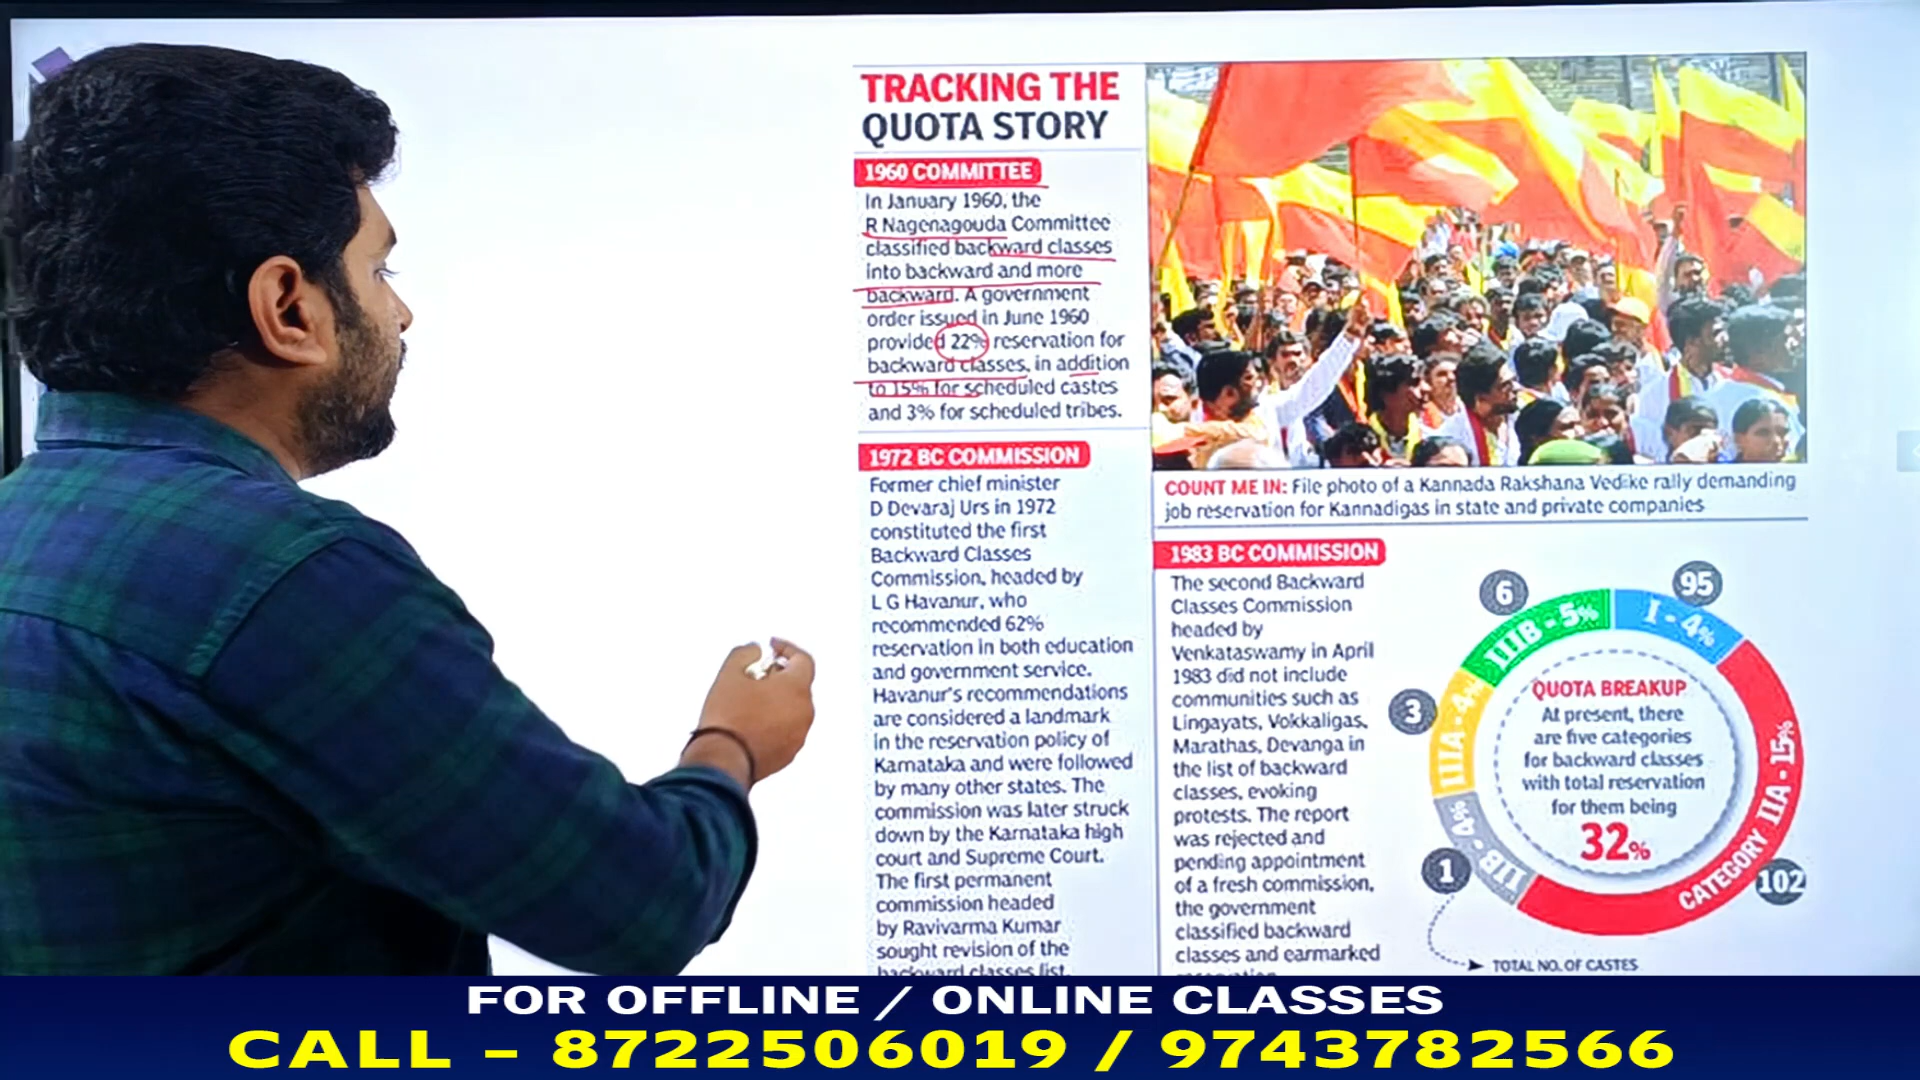 TRACKING THE
QUOTA STORY
1960 COMMITTEE
In January 1960, the
R Nagenagouda Committee
classified backward classes
into backward and more
backward. A government
order issued in June 1960
provided 22% reservation for
backward classes, in addition
to 15% for scheduled castes
and 3% for scheduled tribes.
1972 BC COMMISSION
Former chief minister
D Devaraj Urs in 1972
constituted the first
Backward Classes
Commission, headed by
L G Havanur, who
recommended 62%
reservation in both education
and government service.
Havanur's recommendations
are considered a landmark
in the reservation policy of
Karnataka and were followed
by many other states. The
commission was later struck
down by the Karnataka high
court and Supreme Court.
The first permanent
commission headed
by Ravivarma Kumar
sought revision of the
backward classes list.
COUNT ME IN: File photo of a Kannada Rakshana Vedike rally demanding
job reservation for Kannadigas in state and private companies
1983 BC COMMISSION
The second Backward
Classes Commission
headed by
Venkataswamy in April
1983 did not include
communities such as
Lingayats, Vokkaligas,
Marathas, Devanga in
the list of backward
classes, evoking
protests. The report
was rejected and
pending appointment
of a fresh commission,
the government
classified backward
classes and earmarked
6
95
IIIB - 5%
I - 4%
3
IIIA - 4%
QUOTA BREAKUP
At present, there
are five categories
for backward classes
with total reservation
for them being
32%
IIB - 4%
1
CATEGORY IIA - 15%
102
TOTAL NO. OF CASTES
FOR OFFLINE / ONLINE CLASSES
CALL – 8722506019 / 9743782566